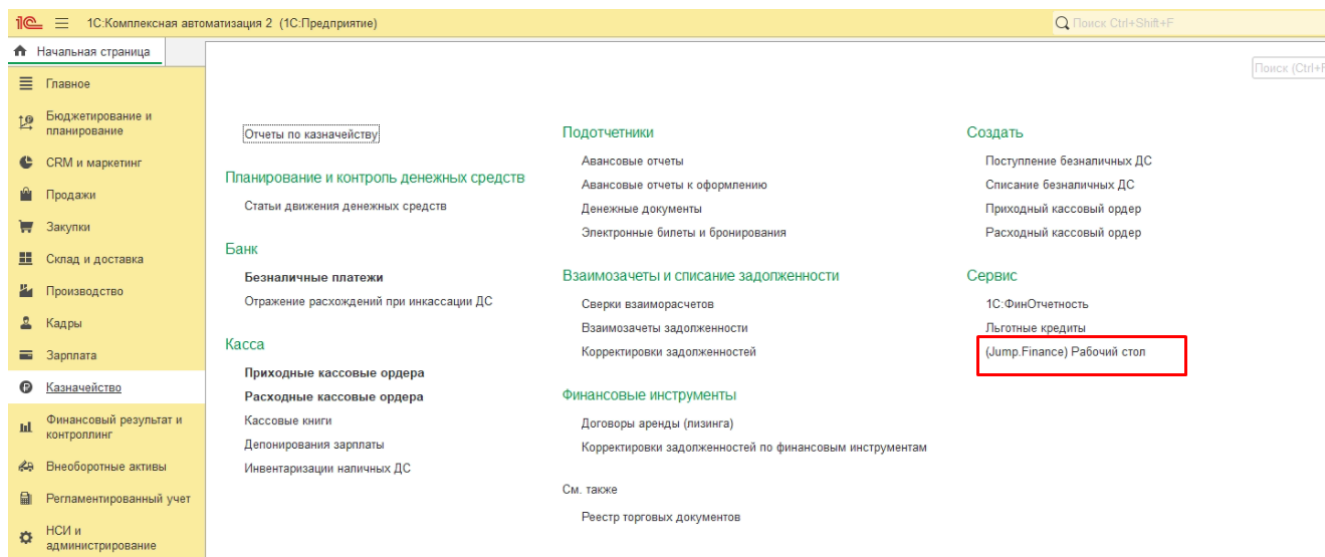 1С:Комплексная автоматизация 2 (1С:Предприятие)
Поиск Ctrl+Shift+F
Начальная страница
Поиск (Ctrl+F
Главное
Бюджетирование и
планирование
CRM и маркетинг
Продажи
Закупки
Склад и доставка
Производство
Кадры
Зарплата
Казначейство
Финансовый результат и
контроллинг
Внеоборотные активы
Регламентированный учет
НСИ и
администрирование
Отчеты по казначейству
Планирование и контроль денежных средств
Статьи движения денежных средств
Банк
Безналичные платежи
Отражение расхождений при инкассации ДС
Касса
Приходные кассовые ордера
Расходные кассовые ордера
Кассовые книги
Депонирования зарплаты
Инвентаризации наличных ДС
Подотчетники
Авансовые отчеты
Авансовые отчеты к оформлению
Денежные документы
Электронные билеты и бронирования
Взаимозачеты и списание задолженности
Сверки взаиморасчетов
Взаимозачеты задолженности
Корректировки задолженностей
Финансовые инструменты
Договоры аренды (лизинга)
Корректировки задолженностей по финансовым инструментам
См. также
Реестр торговых документов
Создать
Поступление безналичных ДС
Списание безналичных ДС
Приходный кассовый ордер
Расходный кассовый ордер
Сервис
1С:ФинОтчетность
Льготные кредиты
(Jump.Finance) Рабочий стол